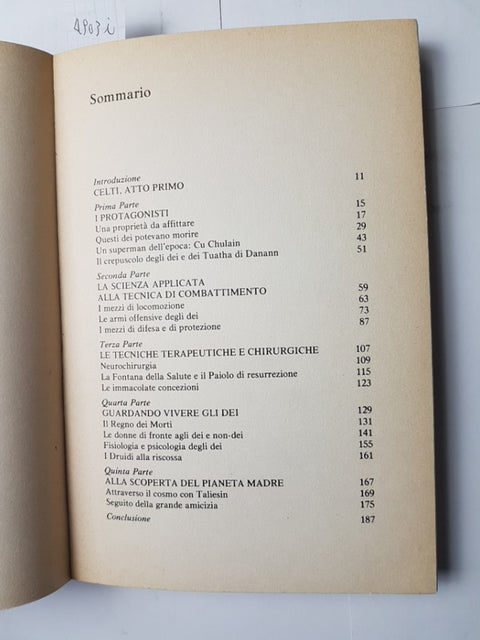 4903 i
Sommario
Introduzione
CELTI, ATTO PRIMO 11
Prima Parte 15
I PROTAGONISTI 17
Una proprietà da affittare 29
Questi dei potevano morire 43
Un superman dell'epoca: Cu Chulain 51
Il crepuscolo degli dei e dei Tuatha de Danann
Seconda Parte
LA SCIENZA APPLICATA
ALLA TECNICA DI COMBATTIMENTO 59
I mezzi di locomozione 63
Le armi offensive degli dei 73
I mezzi di difesa e di protezione 87
Terza Parte
LE TECNICHE TERAPEUTICHE E CHIRURGICHE 107
Neurochirurgia 109
La Fontana della Salute e il Paiolo di resurrezione 115
Le immacolate concezioni 123
Quarta Parte
GUARDANDO VIVERE GLI DEI 129
Il Regno dei Morti 131
Le donne di fronte agli dei e non-dei 141
Fisiologia e psicologia degli dei 155
I Druidi alla riscossa 161
Quinta Parte
ALLA SCOPERTA DEL PIANETA MADRE 167
Attraverso il cosmo con Taliesin 169
Seguito della grande amicizia 175
Conclusione 187